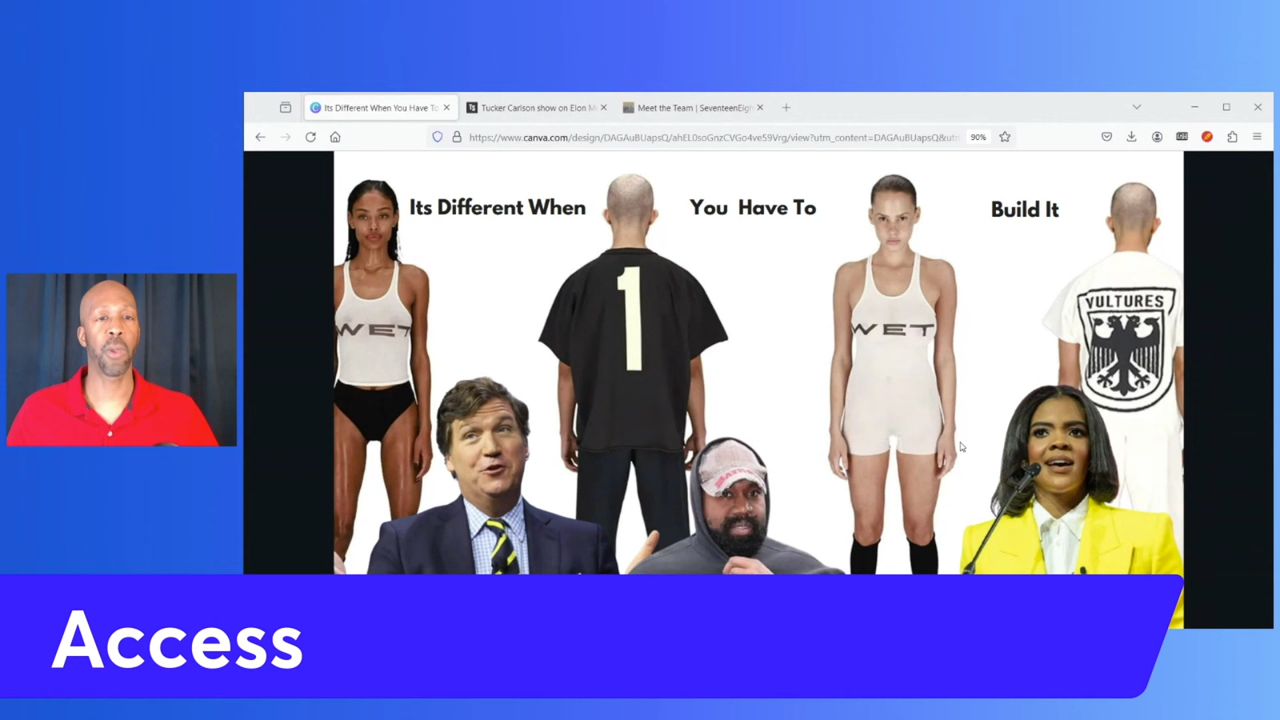 Its Different When You Have To
Tucker Carlson show on Elon M
Meet the Team | SeventeenEigh
https://www.canva.com/design/DAGAuBUapsQ/ahEL0soGnzCVGo4ve59Vrg/view?utm_content=DAGAuBUapsQ&utm
90%
Its Different When You Have To Build It
WET
1
WET
VULTURES
Access